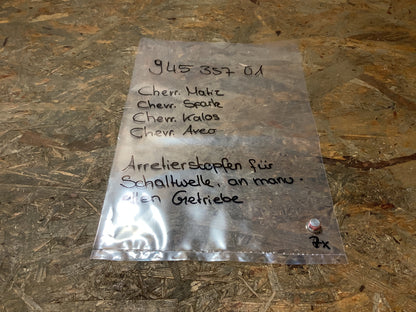 945 357 01
Chevr. Matiz
Chevr. Spark
Chevr. Kalos
Chevr. Aveo
Arretierstopfen für
Schaltwelle, an manu-
ellen Getriebe
7x